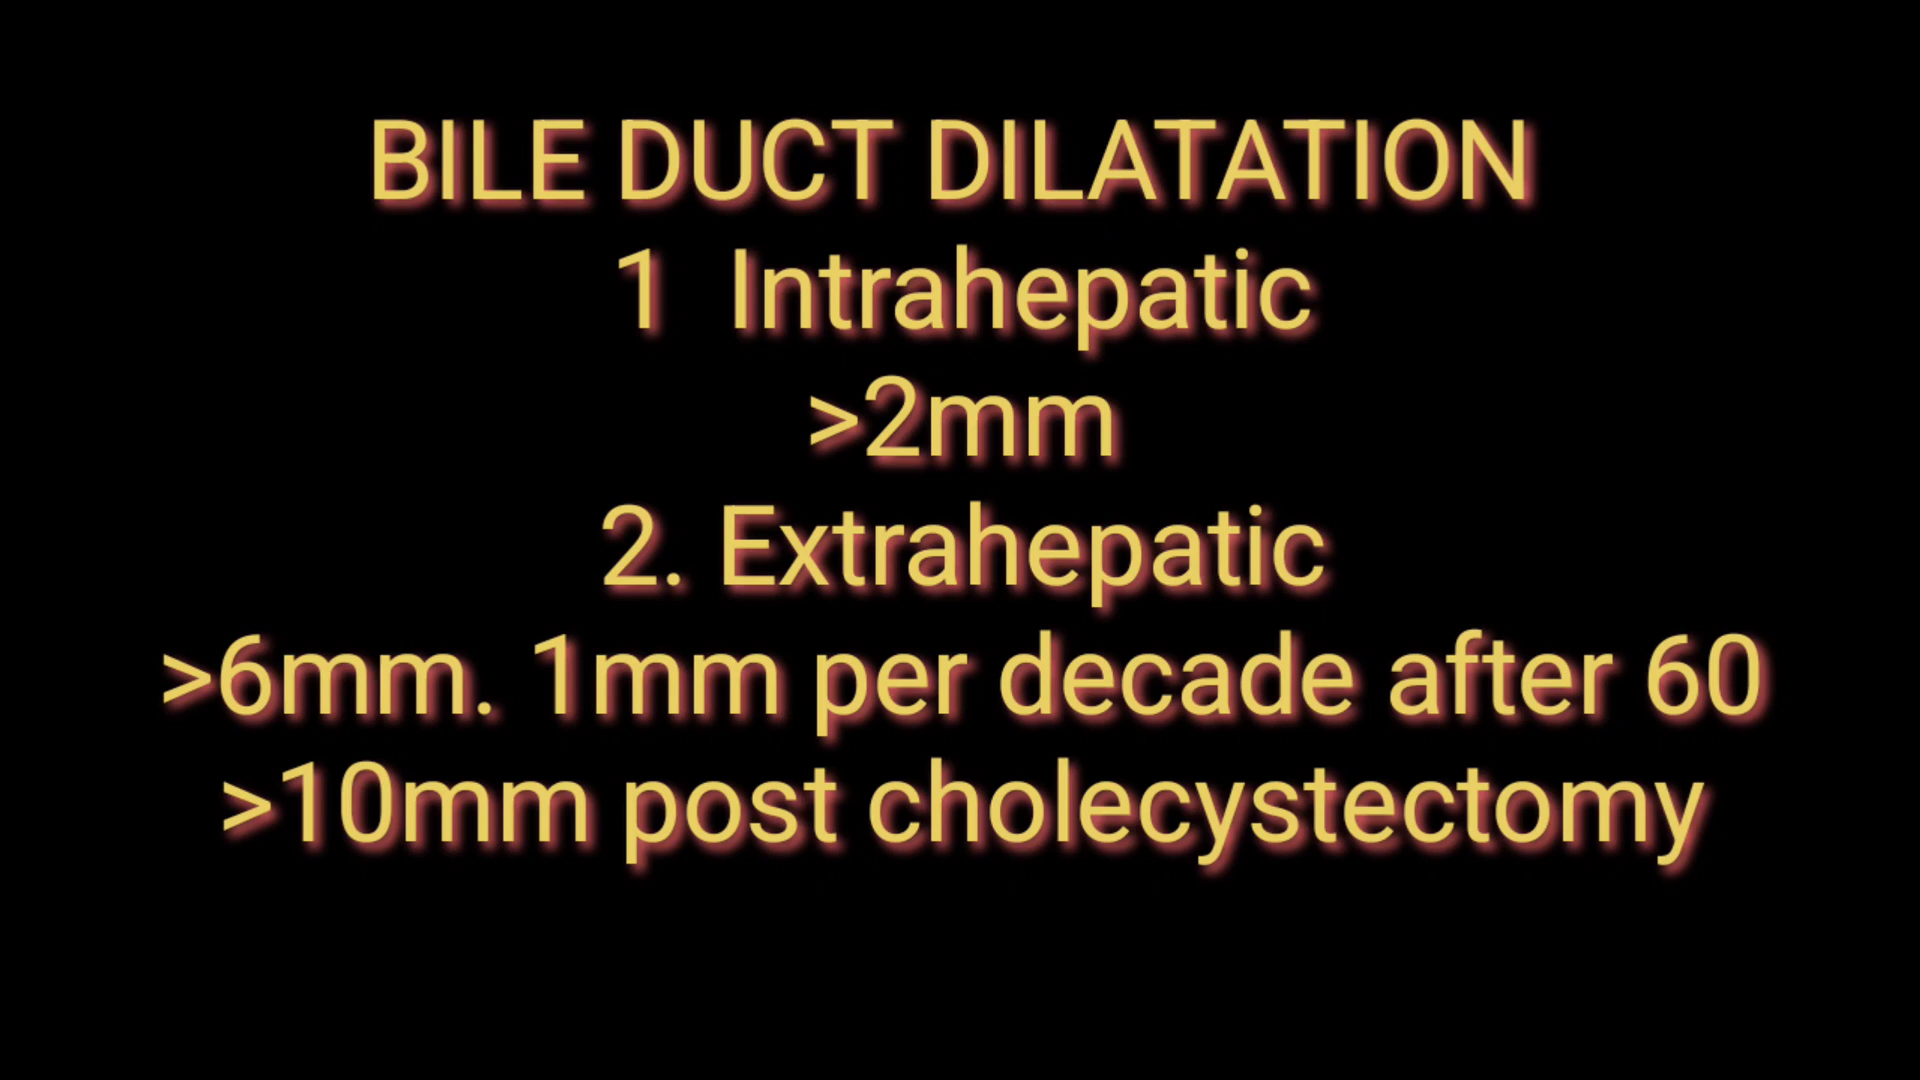 BILE DUCT DILATATION
1  Intrahepatic
>2mm
2. Extrahepatic
>6mm. 1mm per decade after 60
>10mm post cholecystectomy